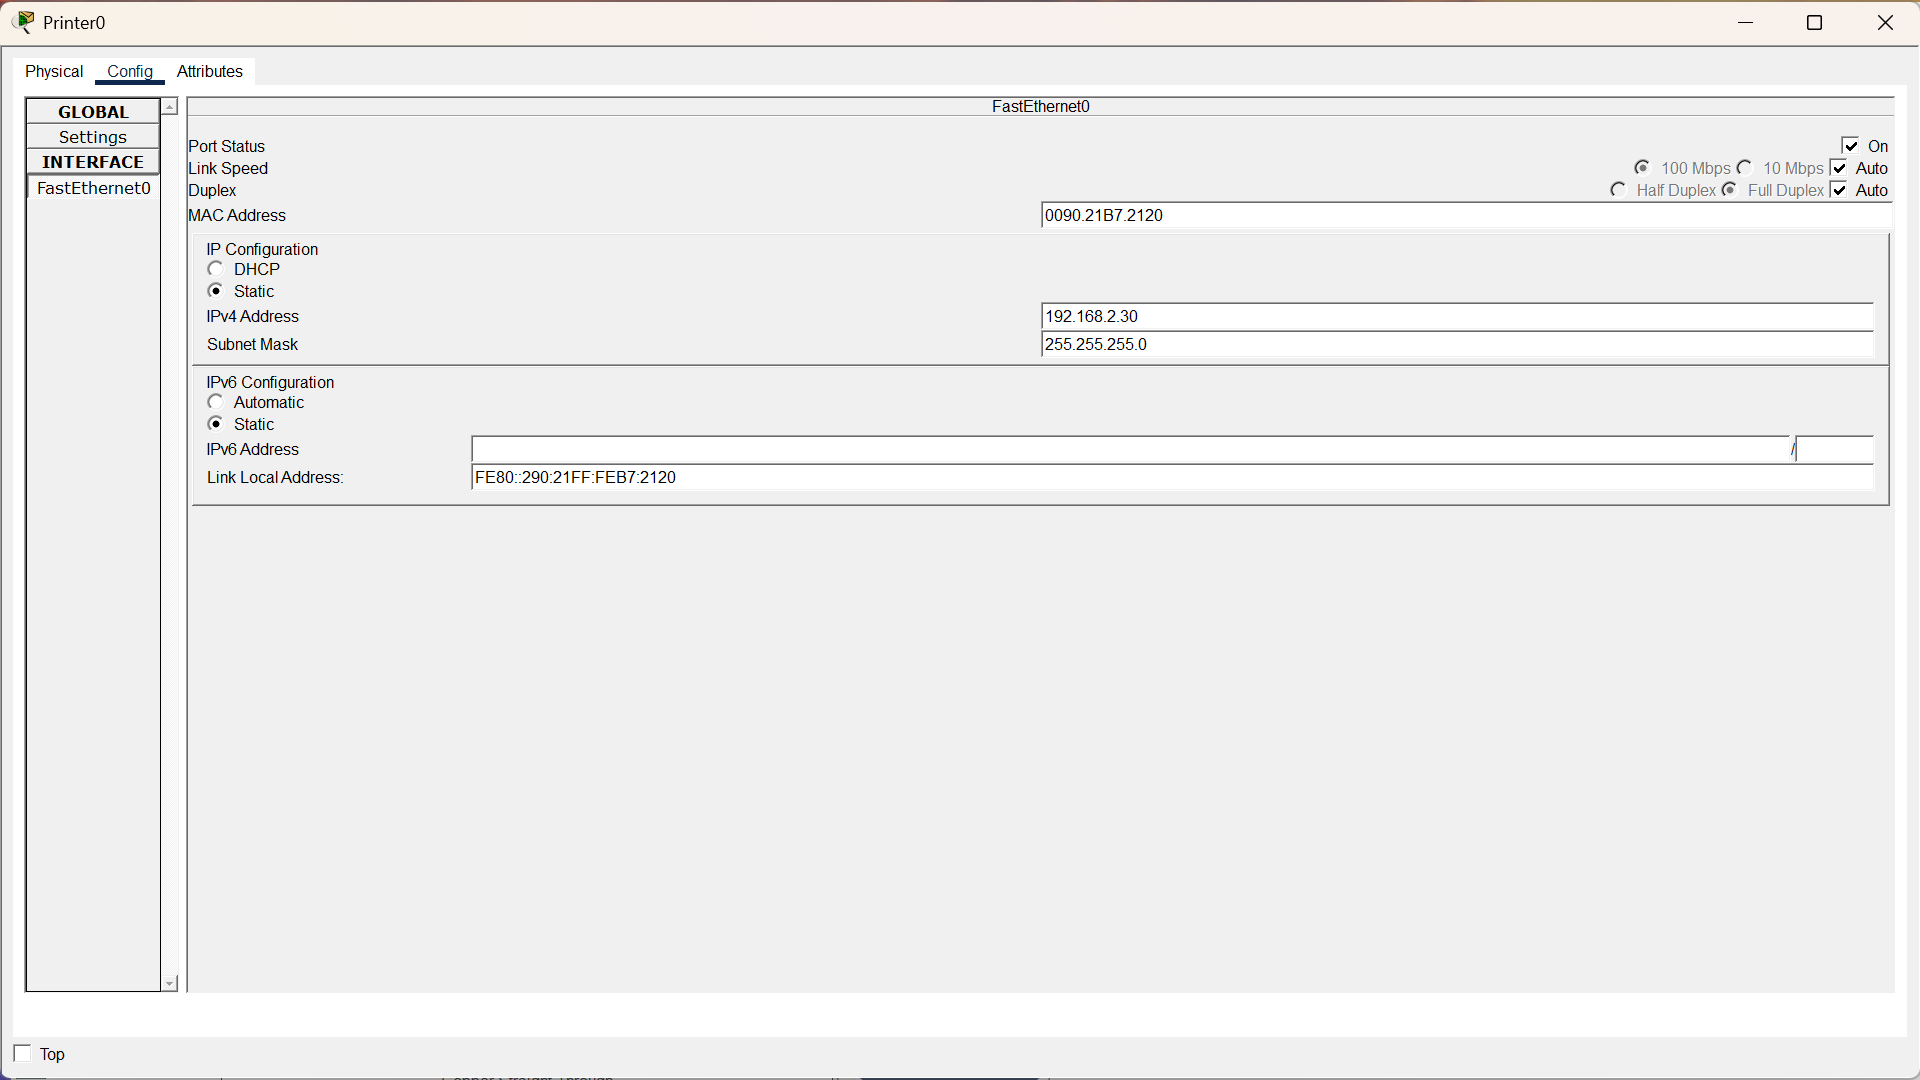 Printer0
Physical Config Attributes
GLOBAL
Settings
INTERFACE
FastEthernet0
FastEthernet0
Port Status On
Link Speed 100 Mbps 10 Mbps Auto
Duplex Half Duplex Full Duplex Auto
MAC Address 0090.21B7.2120
IP Configuration
DHCP
Static
IPv4 Address 192.168.2.30
Subnet Mask 255.255.255.0
IPv6 Configuration
Automatic
Static
IPv6 Address /
Link Local Address: FE80::290:21FF:FEB7:2120
Top